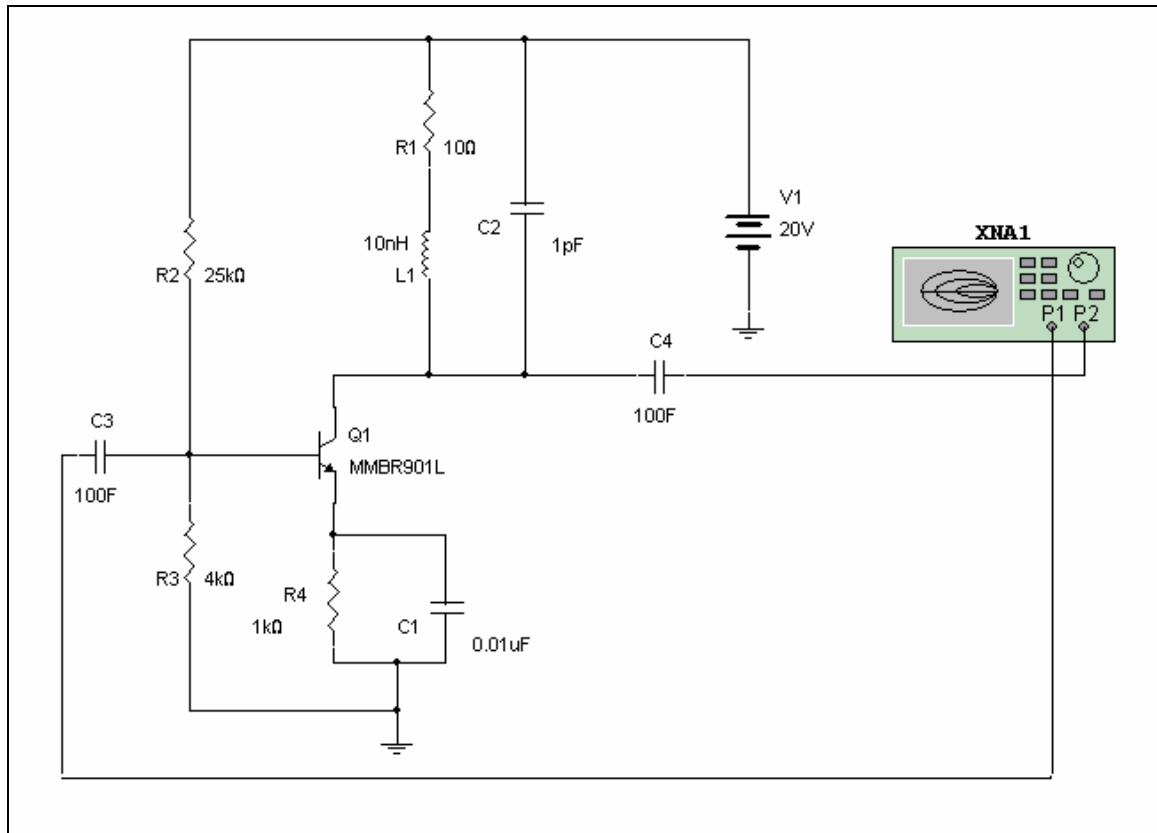 R1 10Ω
V1
20V
C2
1pF
XNA1
10nH
L1
R2 25kΩ
P1 P2
C4
100F
C3
100F
Q1
MMBR901L
R3 4kΩ
R4
1kΩ
C1
0.01uF